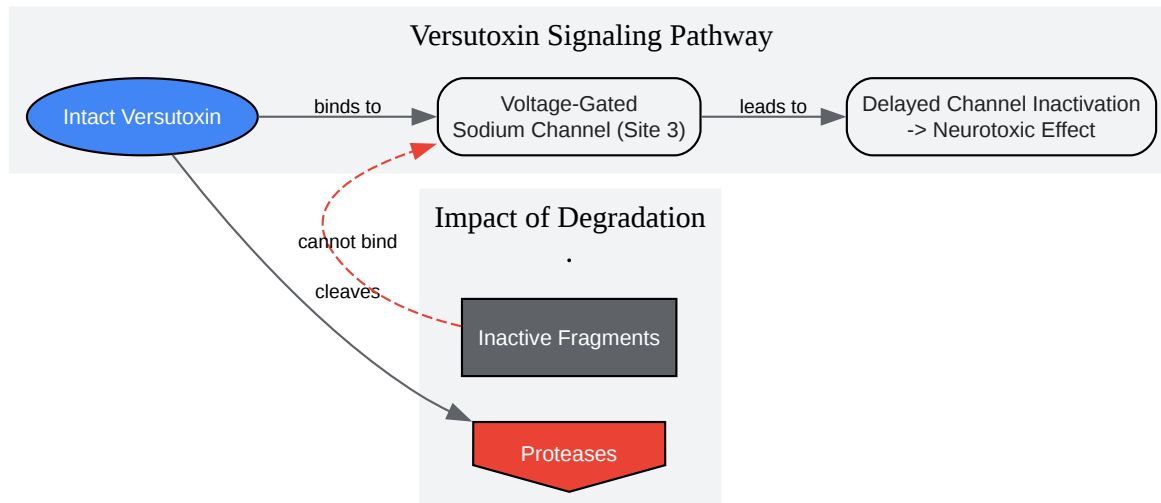 Versutoxin Signaling Pathway
Intact Versutoxin
binds to
Voltage-Gated
Sodium Channel (Site 3)
leads to
Delayed Channel Inactivation
-> Neurotoxic Effect
Impact of Degradation
.
cannot bind
cleaves
Inactive Fragments
Proteases